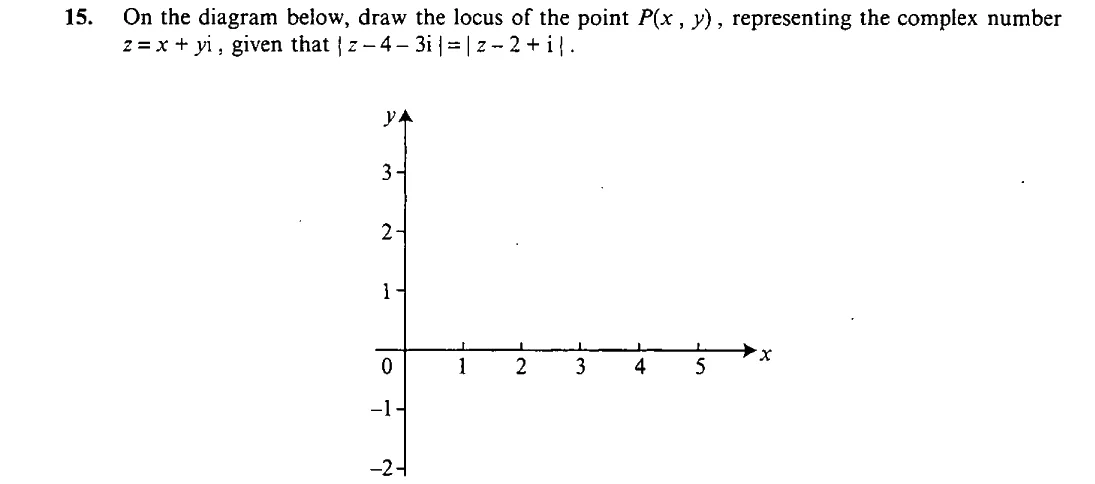 15. On the diagram below, draw the locus of the point P(x , y) , representing the complex number
z = x + yi , given that | z – 4 – 3i | = | z – 2 + i | .
y
3
2
1
0 1 2 3 4 5 x
–1
–2